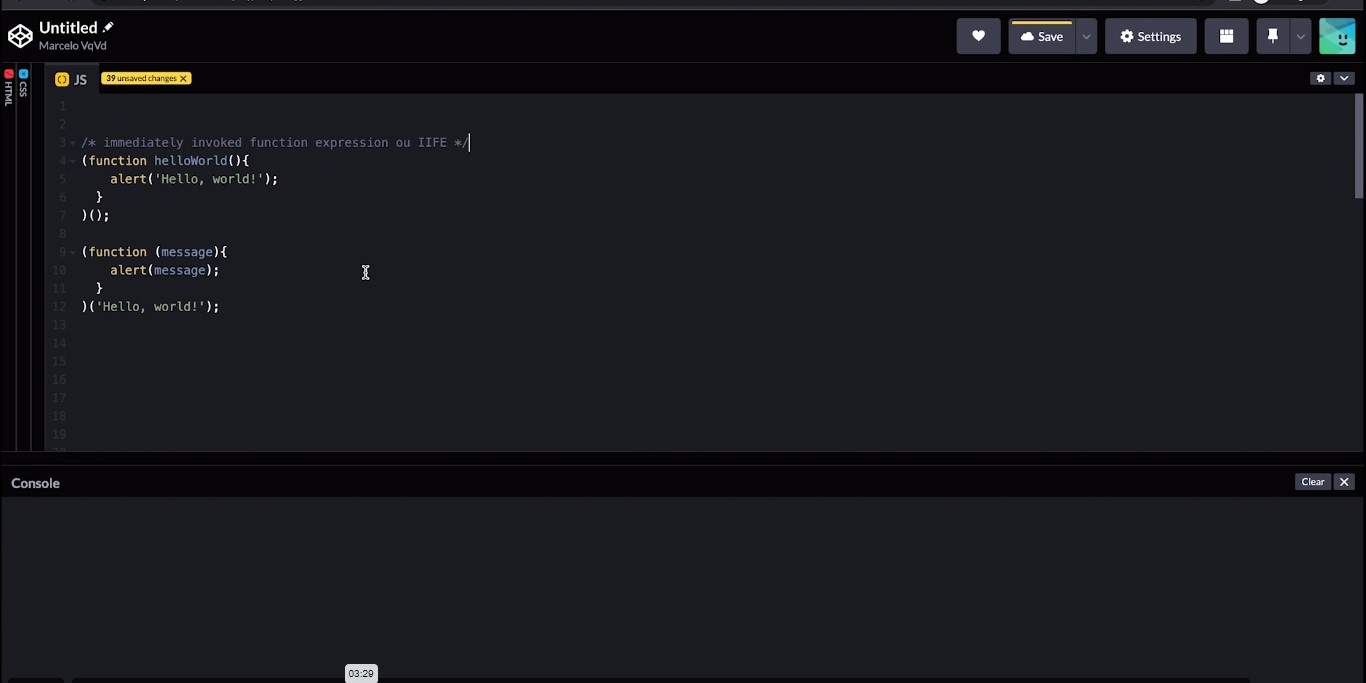 Untitled
Marcelo VqVd
Save
Settings
HTML
CSS
JS
39 unsaved changes X
1
2
3 /* immediately invoked function expression ou IIFE */
4 (function helloWorld(){
5 alert('Hello, world!');
6 }
7 )();
8
9 (function (message){
10 alert(message);
11 }
12 )('Hello, world!');
13
14
15
16
17
18
19
Console
Clear X
03:29